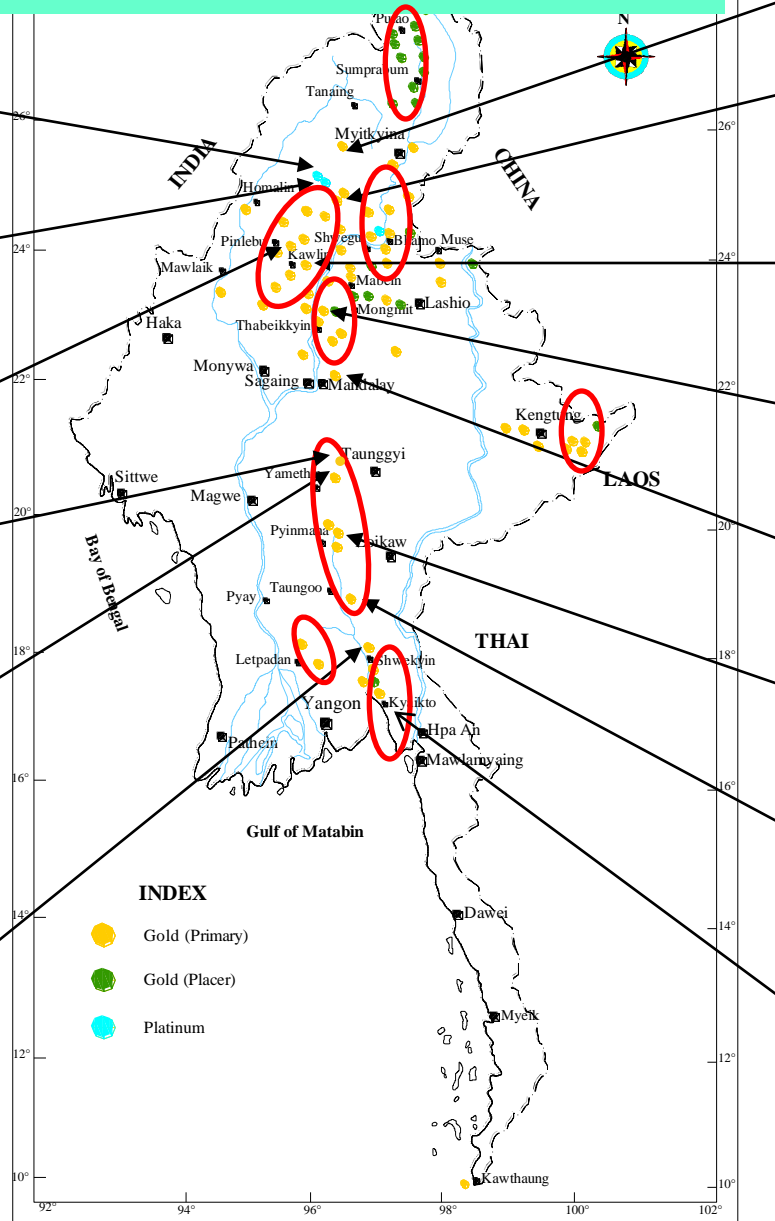 N
Putao
Sumprabum
Tanaing
26°
26°
Myitkyina
INDIA
CHINA
Homalin
Pinlebu
Shwegu
Bhamo
Muse
24°
24°
Kawlin
Mawlaik
Mabein
Mongmit
Lashio
Haka
Thabeikkyin
Monywa
22°
22°
Sagaing
Mandalay
Kengtung
Taunggyi
LAOS
Sittwe
Yameth
Magwe
20°
20°
Pyinmana
Loikaw
Bay of Bengal
Taungoo
Pyay
THAI
18°
18°
Letpadan
Shwekyin
Yangon
Kyaikto
Hpa An
Pathein
Mawlamyaing
16°
16°
Gulf of Matabin
INDEX
14°
14°
Dawei
Gold (Primary)
Gold (Placer)
Platinum
Myeik
12°
12°
10°
10°
Kawthaung
92°
94°
96°
98°
100°
102°